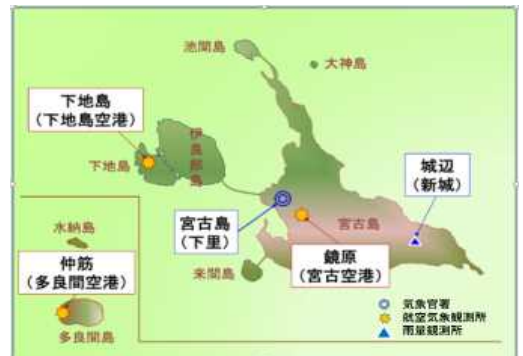 池間島
大神島
下地島
(下地島空港)
伊良部島
下地島
城辺
(新城)
宮古島
(下里)
宮古島
鏡原
(宮古空港)
来間島
水納島
仲筋
(多良間空港)
多良間島
気象官署
航空気象観測所
雨量観測所